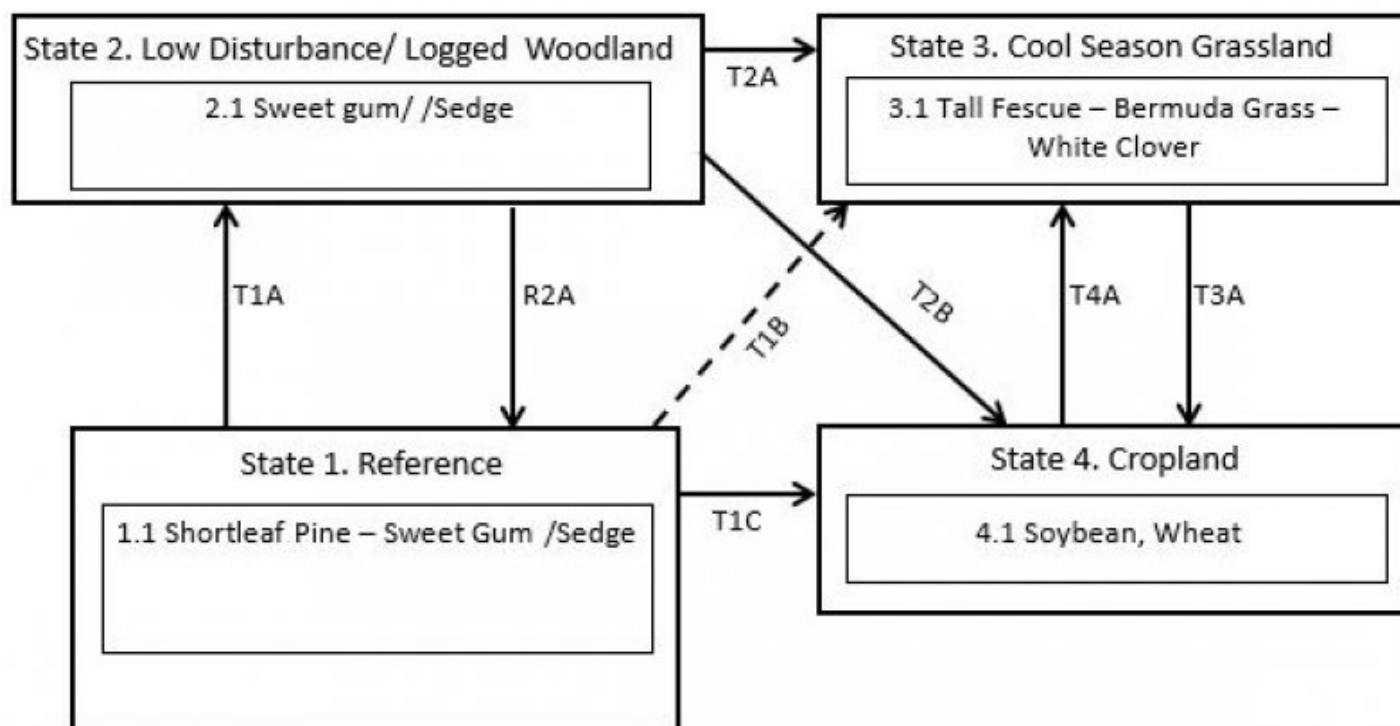 State 2. Low Disturbance/ Logged  Woodland
2.1 Sweet gum/ /Sedge
State 3. Cool Season Grassland
3.1 Tall Fescue – Bermuda Grass –
White Clover
T2A
T1A
R2A
T1B
T2B
T4A
T3A
State 1. Reference
1.1 Shortleaf Pine – Sweet Gum /Sedge
T1C
State 4. Cropland
4.1 Soybean, Wheat